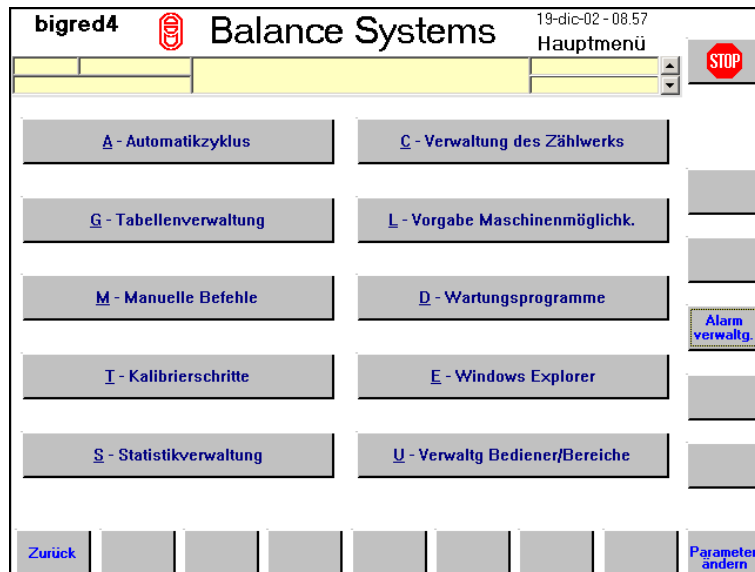 bigred4
Balance Systems
19-dic-02 - 08.57
Hauptmenü
STOP
A - Automatikzyklus
C - Verwaltung des Zählwerks
G - Tabellenverwaltung
L - Vorgabe Maschinenmöglichk.
M - Manuelle Befehle
D - Wartungsprogramme
Alarm
verwaltg.
T - Kalibrierschritte
E - Windows Explorer
S - Statistikverwaltung
U - Verwaltg Bediener/Bereiche
Zurück
Parameter
ändern